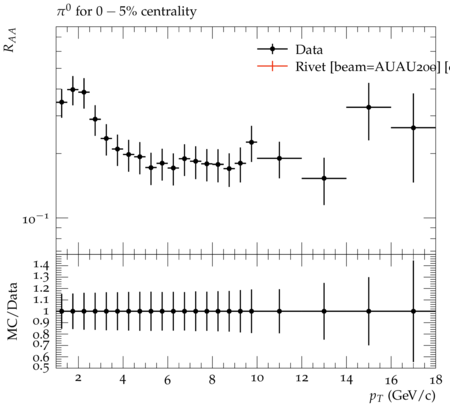 π⁰ for 0 − 5% centrality
R_AA
Data
Rivet [beam=AUAU200] [
10⁻¹
MC/Data
1.4
1.3
1.2
1.1
1
0.9
0.8
0.7
0.6
0.5
2 4 6 8 10 12 14 16 18
p_T (GeV/c)